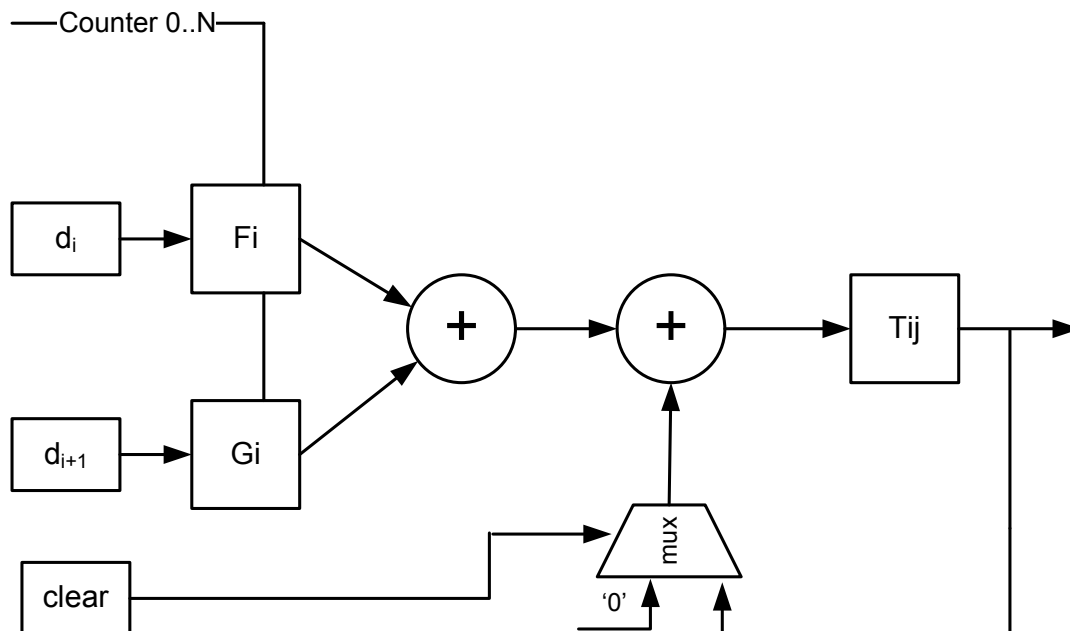 Counter 0..N
dᵢ
Fi
+
+
Tij
dᵢ₊₁
Gi
mux
clear
‘0’